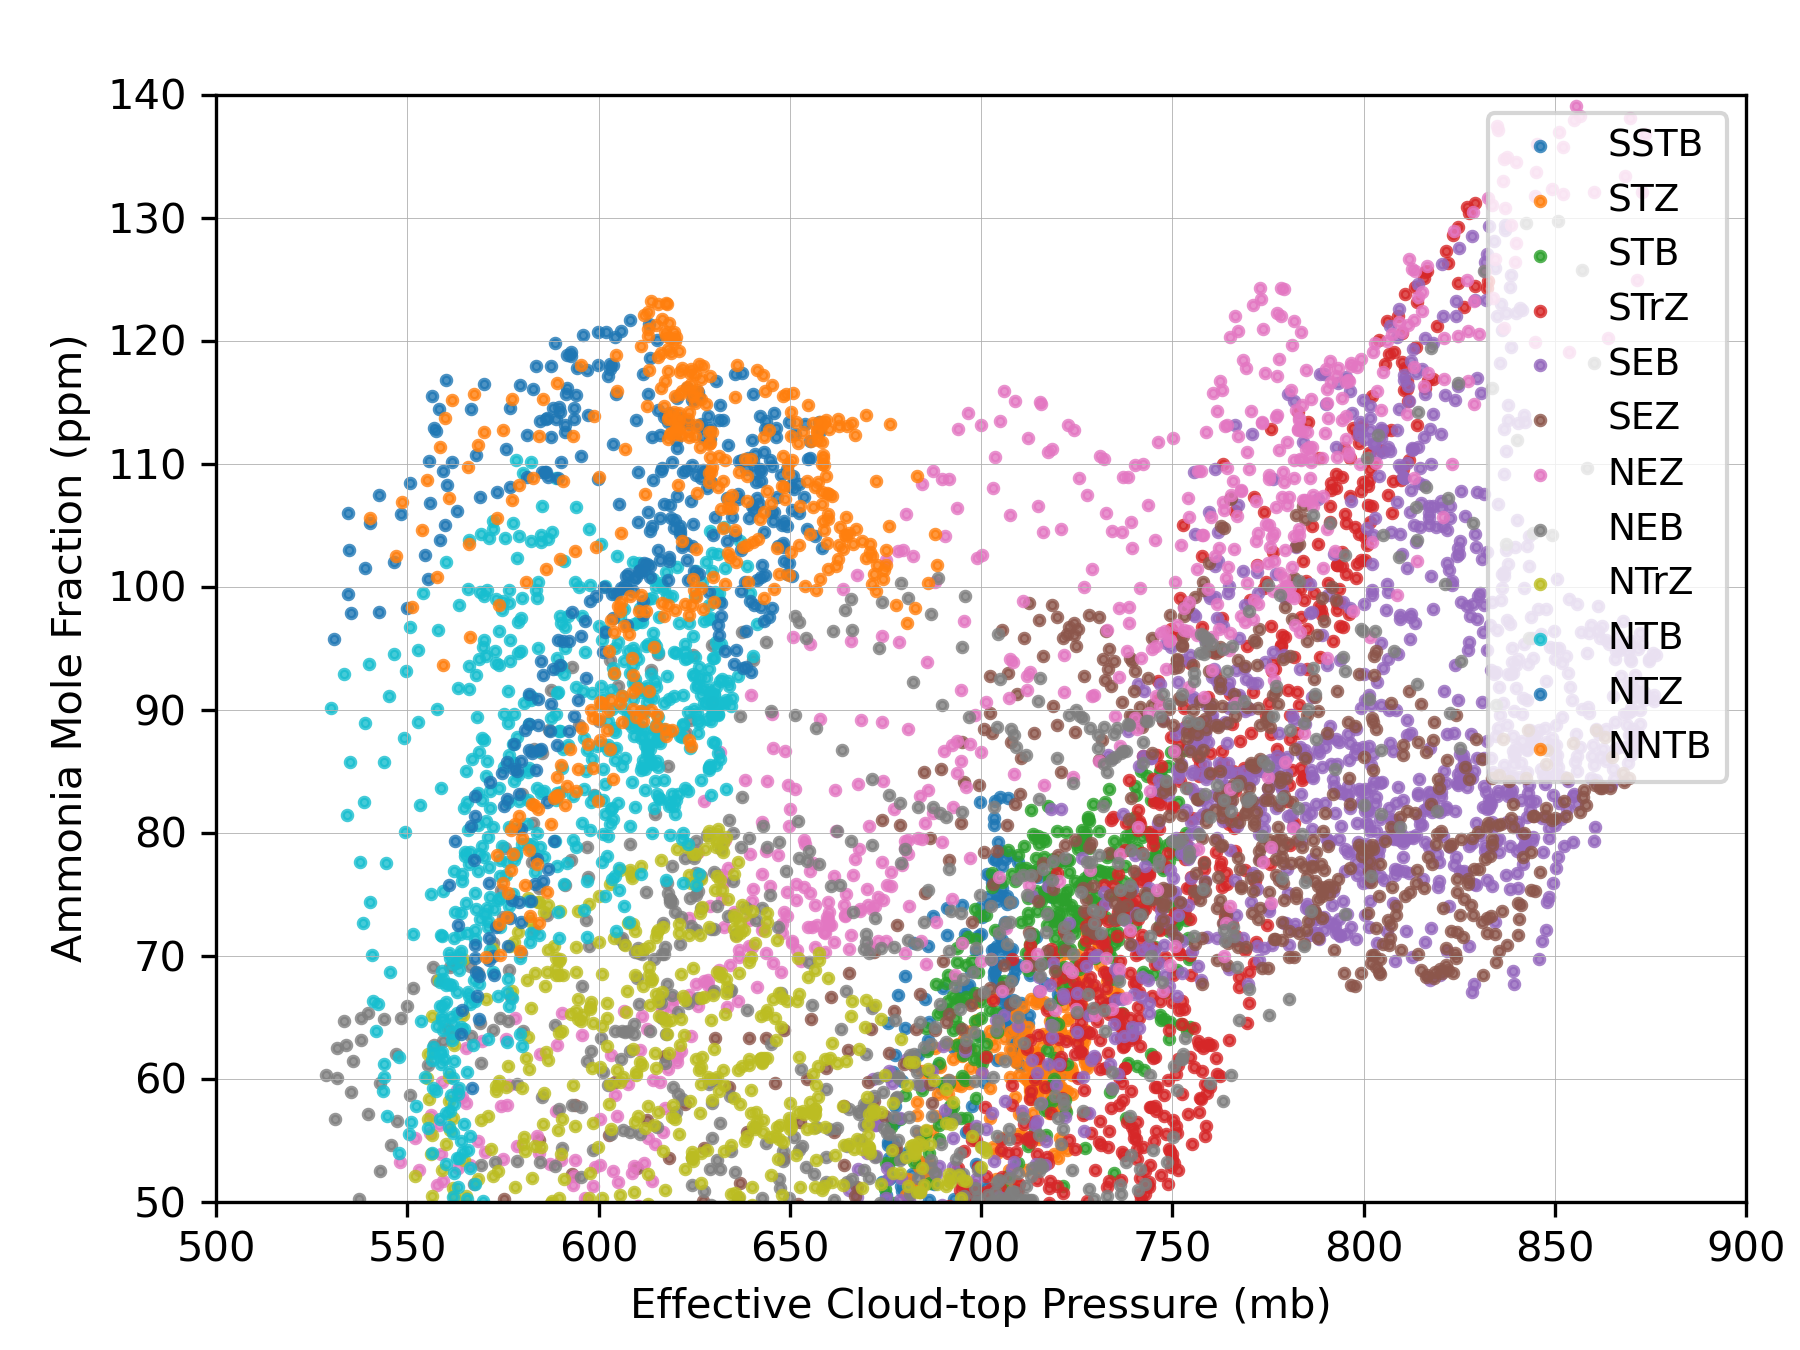 140
130
120
110
100
90
80
70
60
50
Ammonia Mole Fraction (ppm)
SSTB
STZ
STB
STrZ
SEB
SEZ
NEZ
NEB
NTrZ
NTB
NTZ
NNTB
500 550 600 650 700 750 800 850 900
Effective Cloud-top Pressure (mb)